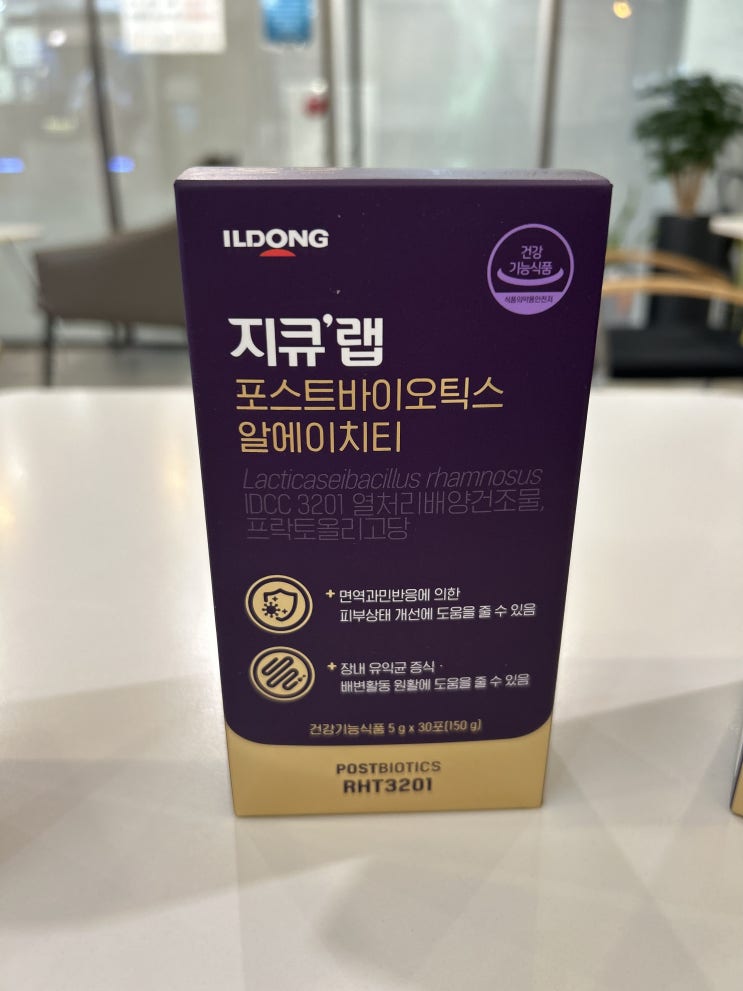 ILDONG
건강
기능식품
식품의약품안전처
지큐랩
포스트바이오틱스
알에이치티
Lacticaseibacillus rhamnosus
IDCC 3201 열처리배양건조물,
프락토올리고당
+ 면역과민반응에 의한
피부상태 개선에 도움을 줄 수 있음
+ 장내 유익균 증식 ·
배변활동 원활에 도움을 줄 수 있음
건강기능식품 5 g x 30포(150 g)
POSTBIOTICS
RHT3201